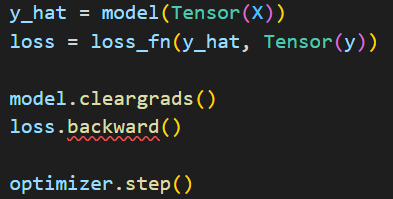 y_hat = model(Tensor(X))
loss = loss_fn(y_hat, Tensor(y))
model.cleargrads()
loss.backward()
optimizer.step()